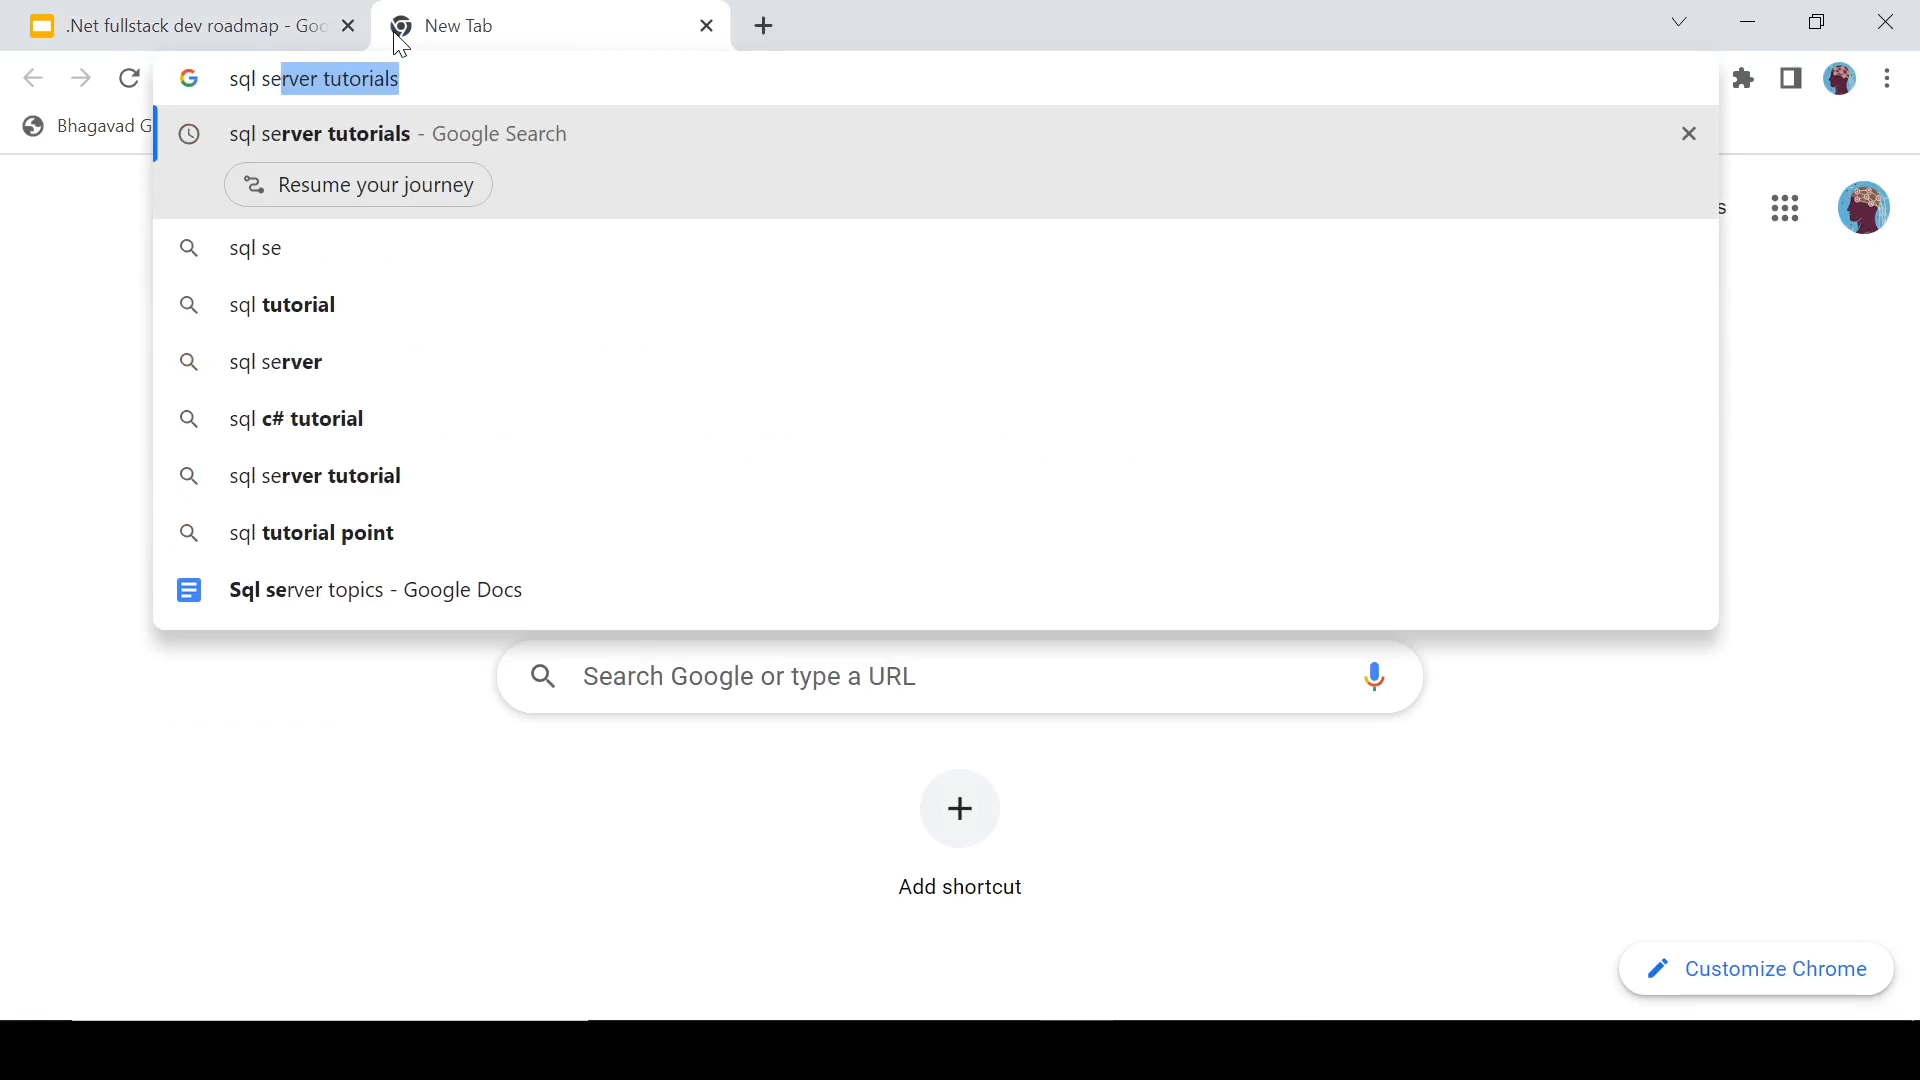 .Net fullstack dev roadmap - Goo
New Tab
sql server tutorials
Bhagavad G
sql server tutorials - Google Search
Resume your journey
s
sql se
sql tutorial
sql server
sql c# tutorial
sql server tutorial
sql tutorial point
Sql server topics - Google Docs
Search Google or type a URL
Add shortcut
Customize Chrome